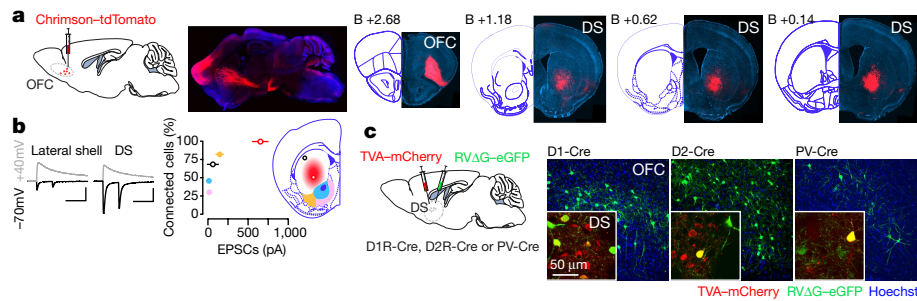 a
Chrimson–tdTomato
OFC
B +2.68
OFC
B +1.18
DS
B +0.62
DS
B +0.14
DS
b
Lateral shell
DS
+40mV
−70mV
Connected cells (%)
100
75
50
25
0
0
500
1,000
EPSCs (pA)
c
TVA–mCherry
RVΔG–eGFP
DS
D1R-Cre, D2R-Cre or PV-Cre
D1-Cre
D2-Cre
PV-Cre
OFC
DS
50 μm
TVA–mCherry RVΔG–eGFP Hoechst